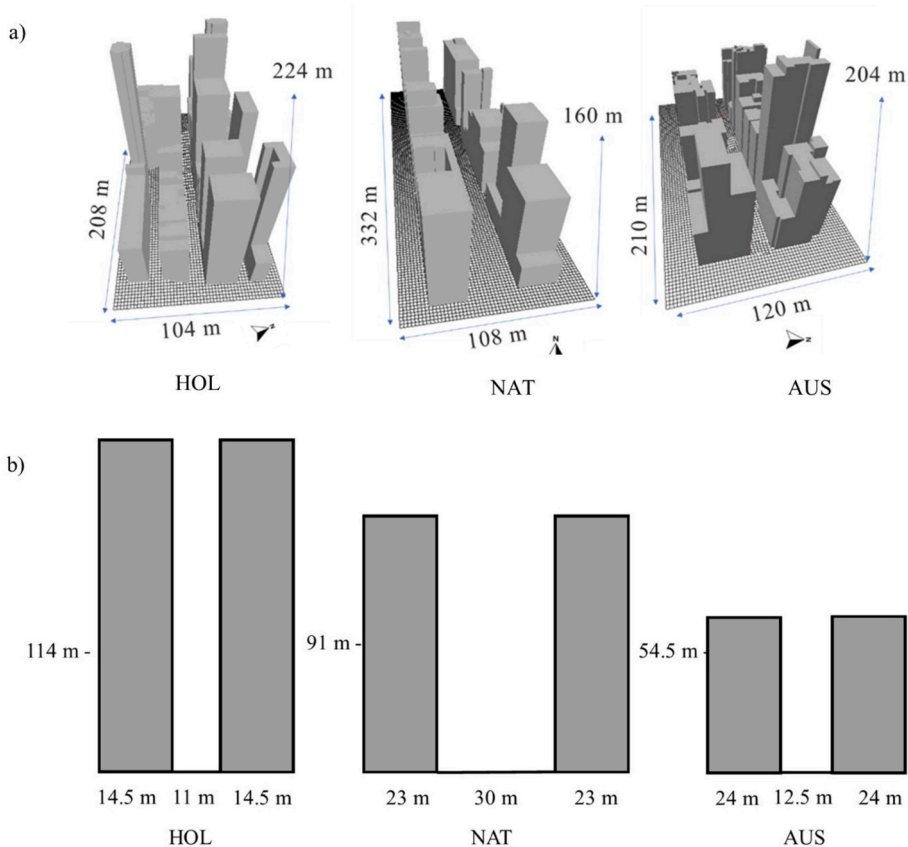 a)
224 m
208 m
104 m
z
HOL
160 m
332 m
108 m
N
NAT
204 m
210 m
120 m
z
AUS
b)
114 m
14.5 m 11 m 14.5 m
HOL
91 m
23 m 30 m 23 m
NAT
54.5 m
24 m 12.5 m 24 m
AUS